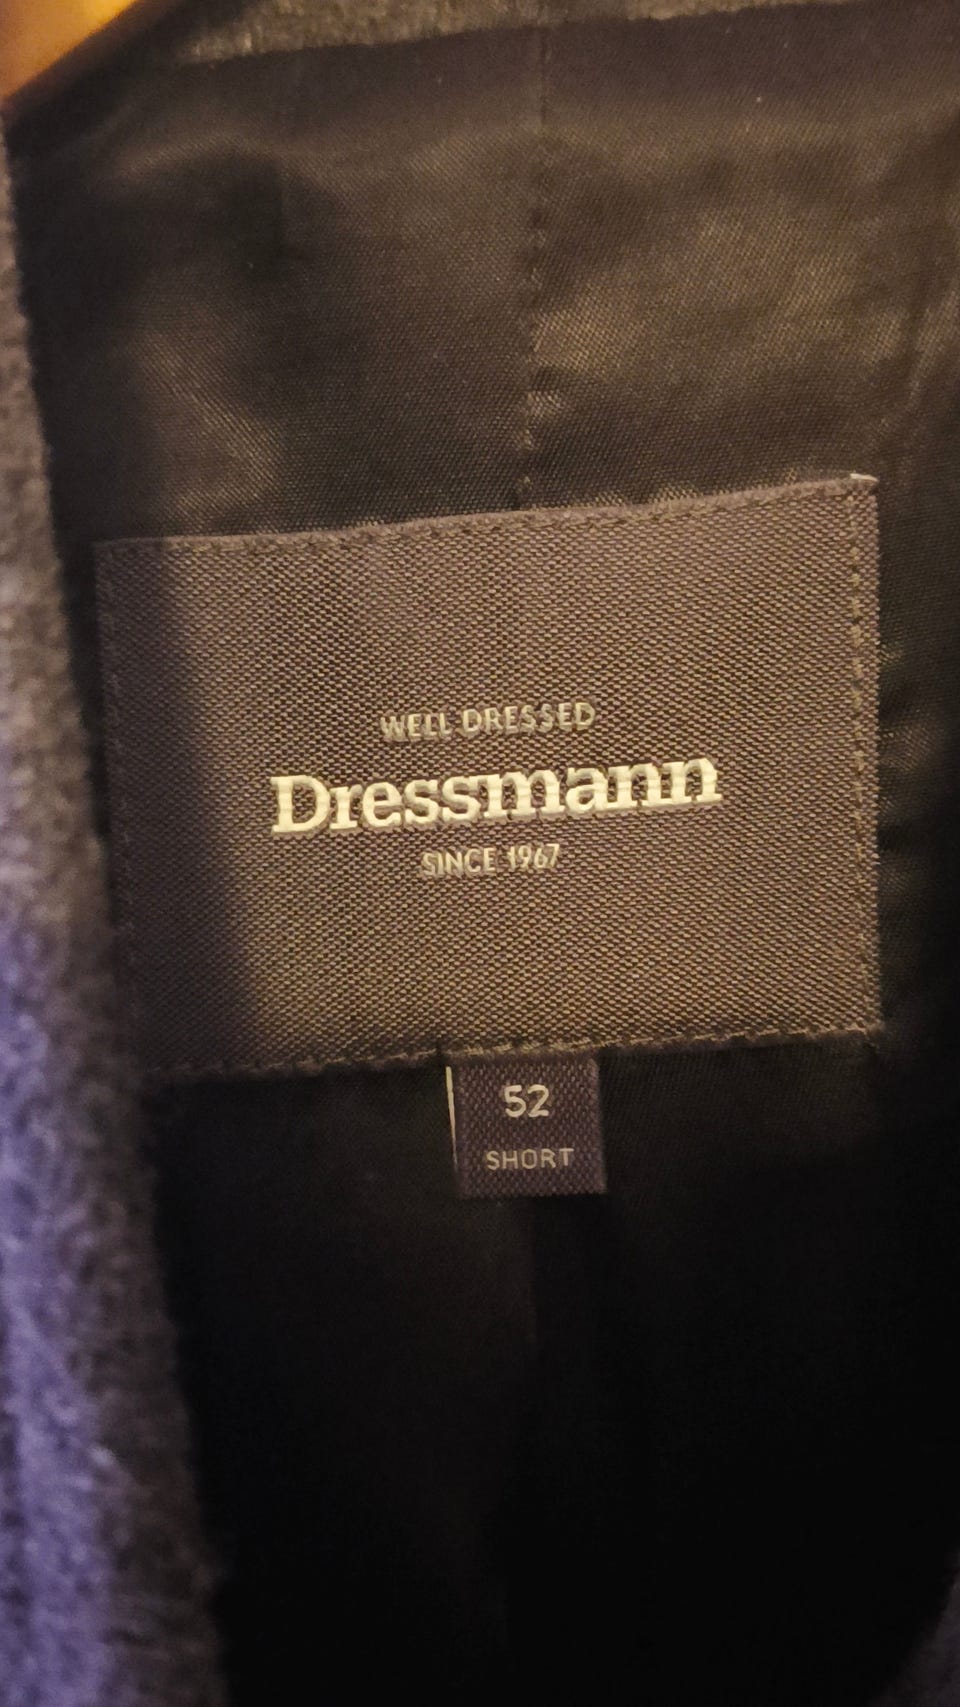 WELL DRESSED
Dressmann
SINCE 1967
52
SHORT